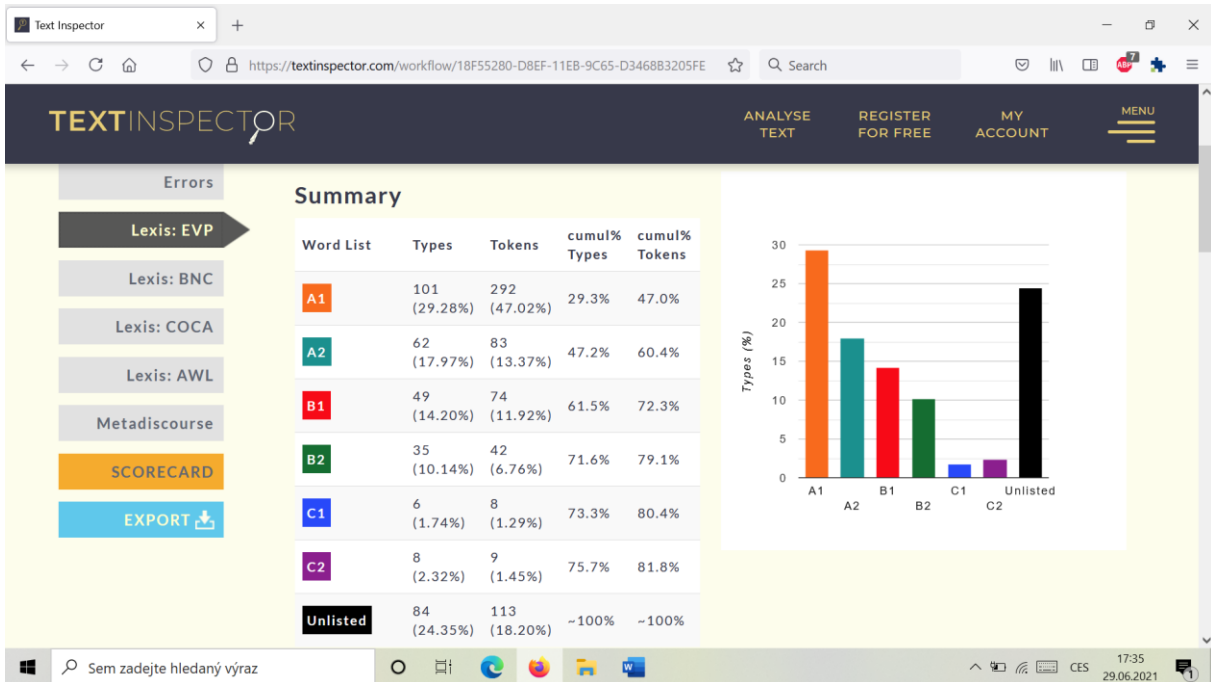 Text Inspector
https://textinspector.com/workflow/18F55280-D8EF-11EB-9C65-D3468B3205FE
Search
ABP
7
TEXTINSPECTOR
ANALYSE TEXT
REGISTER FOR FREE
MY ACCOUNT
MENU
Errors
Lexis: EVP
Lexis: BNC
Lexis: COCA
Lexis: AWL
Metadiscourse
SCORECARD
EXPORT
Summary
Word List Types Tokens cumul% Types cumul% Tokens
A1 101 (29.28%) 292 (47.02%) 29.3% 47.0%
A2 62 (17.97%) 83 (13.37%) 47.2% 60.4%
B1 49 (14.20%) 74 (11.92%) 61.5% 72.3%
B2 35 (10.14%) 42 (6.76%) 71.6% 79.1%
C1 6 (1.74%) 8 (1.29%) 73.3% 80.4%
C2 8 (2.32%) 9 (1.45%) 75.7% 81.8%
Unlisted 84 (24.35%) 113 (18.20%) ~100% ~100%
Types (%)
30
25
20
15
10
5
0
A1 A2 B1 B2 C1 C2 Unlisted
Sem zadejte hledaný výraz
W
CES
17:35
29.06.2021
1